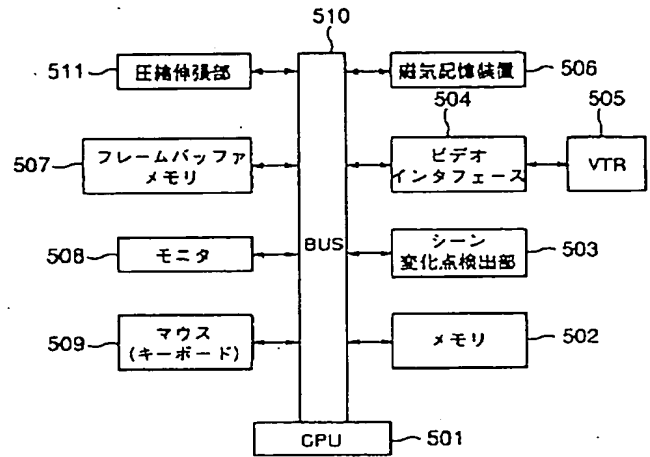 510
511
圧縮伸張部
磁気記憶装置
506
504
505
507
フレームバッファ
メモリ
ビデオ
インタフェース
VTR
BUS
508
モニタ
シーン
変化点検出部
503
509
マウス
(キーボード)
メモリ
502
CPU
501